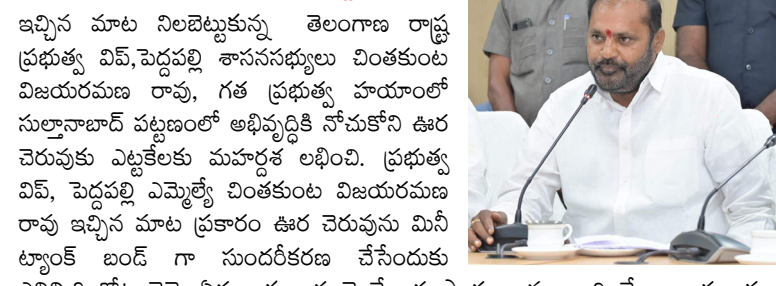 ఇచ్చిన మాట నిలబెట్టుకున్న తెలంగాణ రాష్ట్ర
ప్రభుత్వ విప్,పెద్దపల్లి శాసనసభ్యులు చింతకుంట
విజయరమణ రావు, గత ప్రభుత్వ హయాంలో
సుల్తానాబాద్ పట్టణంలో అభివృద్ధికి నోచుకోని ఊర
చెరువుకు ఎట్టకేలకు మహర్దశ లభించి. ప్రభుత్వ
విప్, పెద్దపల్లి ఎమ్మెల్యే చింతకుంట విజయరమణ
రావు ఇచ్చిన మాట ప్రకారం ఊర చెరువును మినీ
ట్యాంక్ బండ్ గా సుందరీకరణ చేసేందుకు